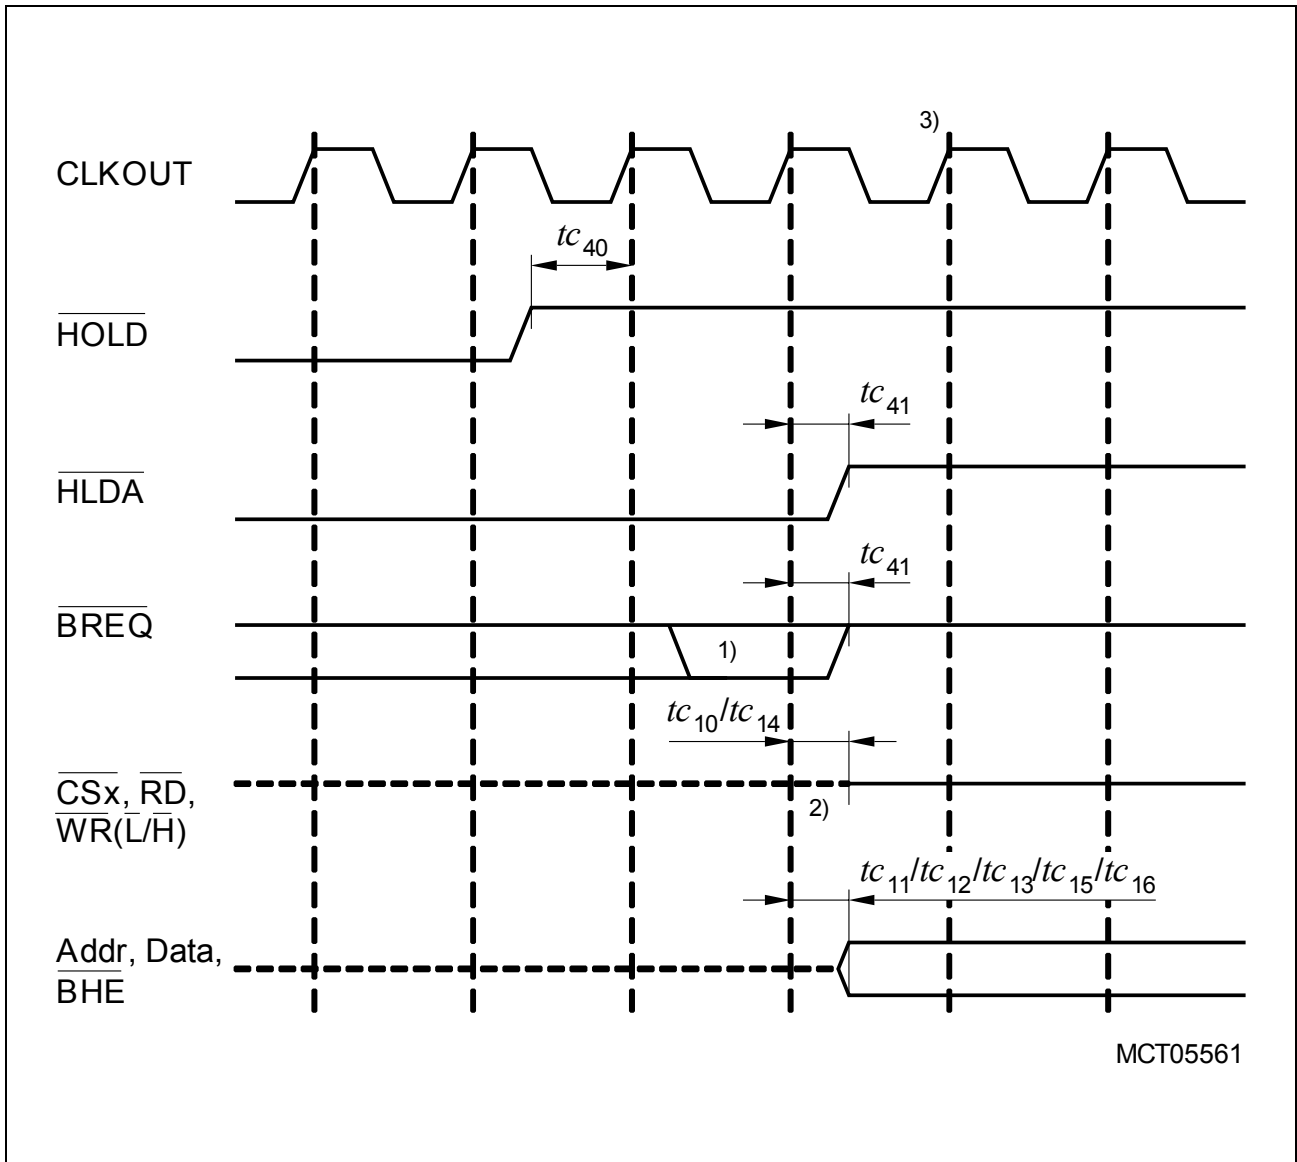 3)
CLKOUT
tc40
HOLD
tc41
HLDA
tc41
BREQ
1)
tc10/tc14
CSx, RD,
WR(L/H)
2)
tc11/tc12/tc13/tc15/tc16
Addr, Data,
BHE
MCT05561